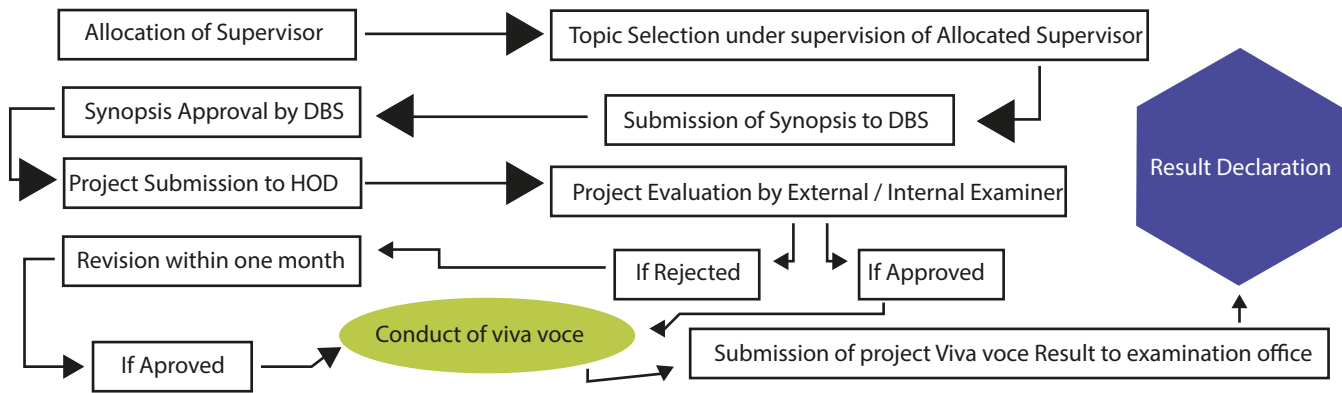 Allocation of Supervisor
Topic Selection under supervision of Allocated Supervisor
Submission of Synopsis to DBS
Synopsis Approval by DBS
Project Submission to HOD
Project Evaluation by External / Internal Examiner
If Rejected
If Approved
Revision within one month
If Aproved
Conduct of viva voce
Submission of project Viva voce Result to examination office
Result Declaration